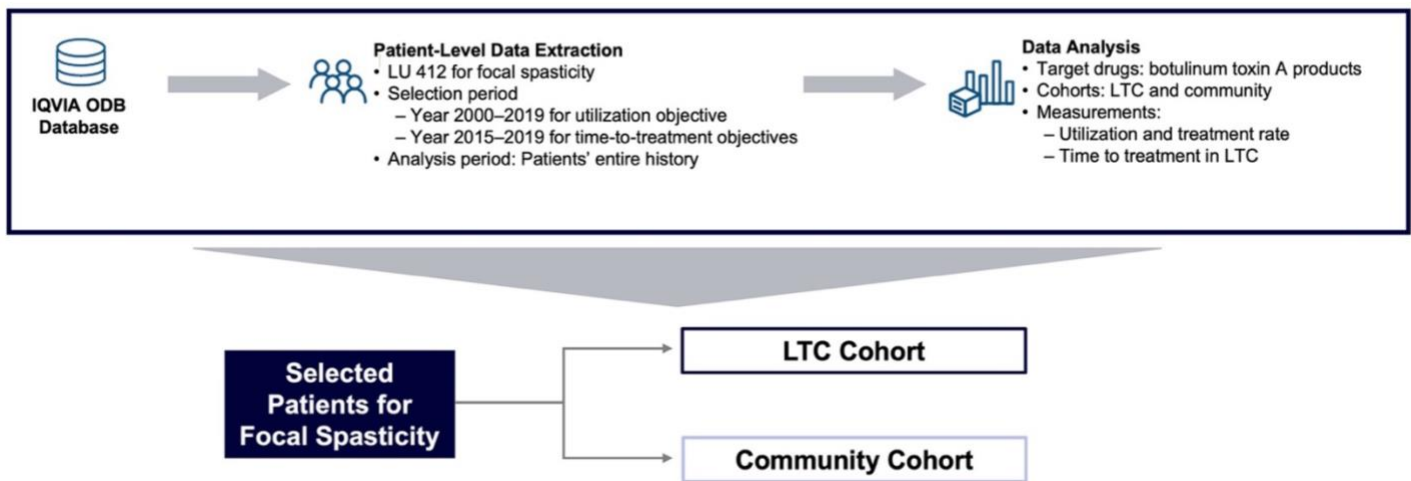 IQVIA ODB
Database
Patient-Level Data Extraction
• LU 412 for focal spasticity
• Selection period
– Year 2000–2019 for utilization objective
– Year 2015–2019 for time-to-treatment objectives
• Analysis period: Patients' entire history
Data Analysis
• Target drugs: botulinum toxin A products
• Cohorts: LTC and community
• Measurements:
– Utilization and treatment rate
– Time to treatment in LTC
Selected
Patients for
Focal Spasticity
LTC Cohort
Community Cohort